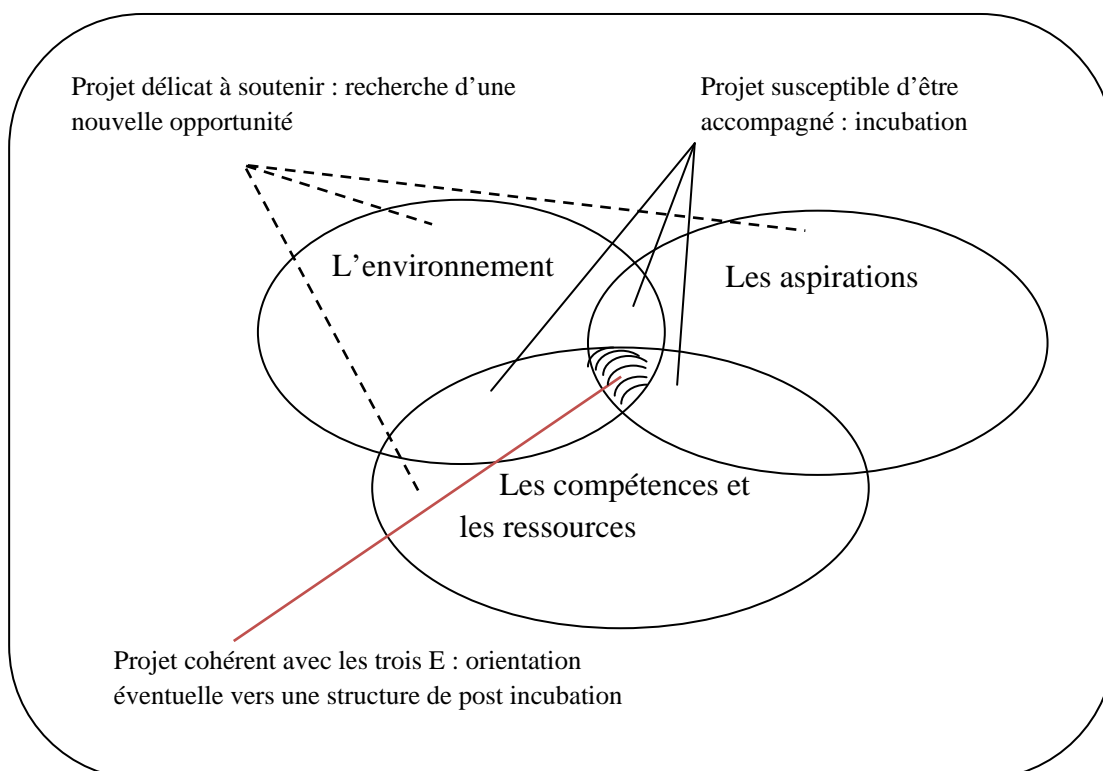 Projet délicat à soutenir : recherche d'une
nouvelle opportunité
Projet susceptible d'être
accompagné : incubation
L'environnement
Les aspirations
Les compétences et
les ressources
Projet cohérent avec les trois E : orientation
éventuelle vers une structure de post incubation